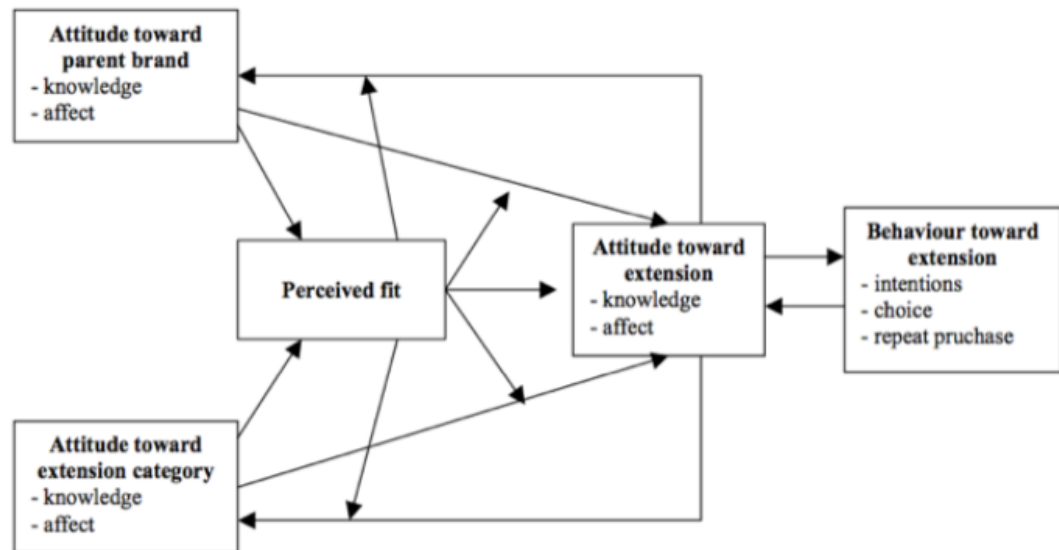 Attitude toward
parent brand
- knowledge
- affect
Perceived fit
Attitude toward
extension
- knowledge
- affect
Behaviour toward
extension
- intentions
- choice
- repeat pruchase
Attitude toward
extension category
- knowledge
- affect